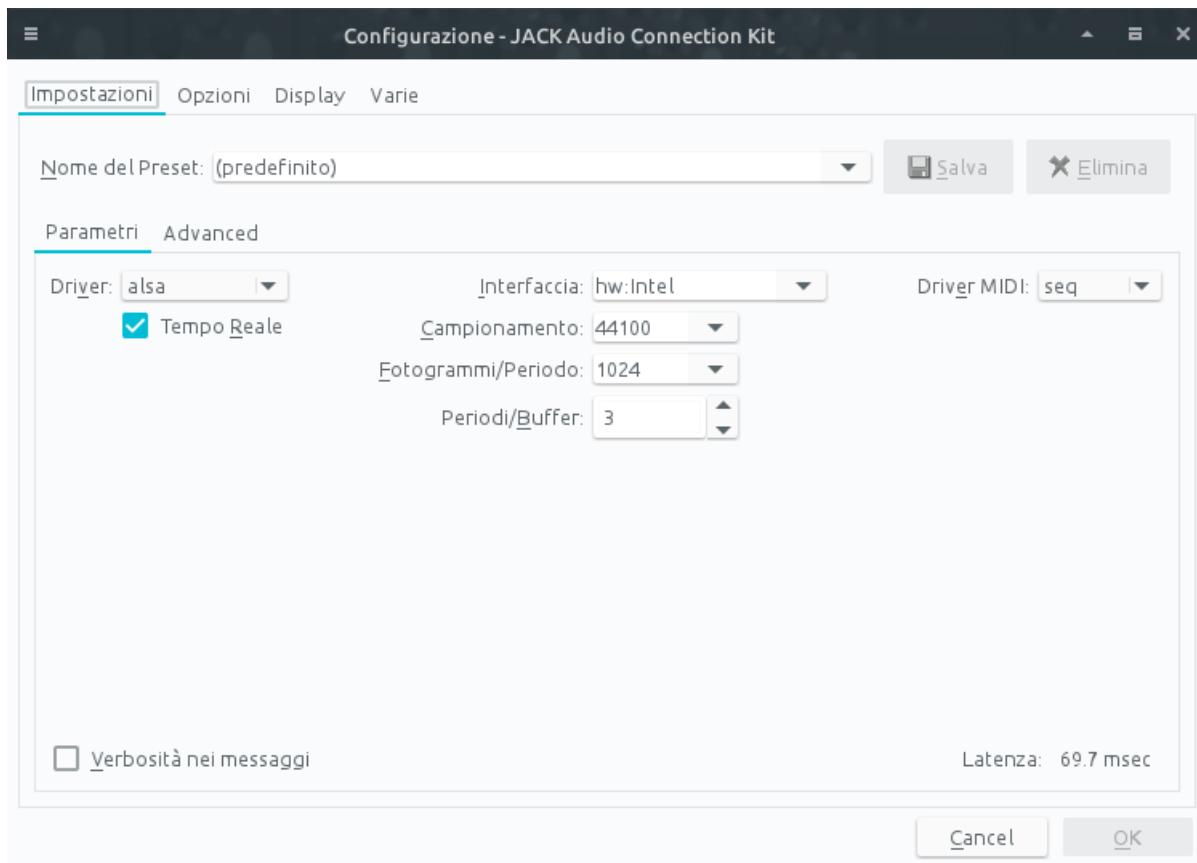 Configurazione - JACK Audio Connection Kit
Impostazioni Opzioni Display Varie
Nome del Preset: (predefinito) Salva Elimina
Parametri Advanced
Driver: alsa Interfaccia: hw:Intel Driver MIDI: seq
Tempo Reale Campionamento: 44100
Fotogrammi/Periodo: 1024
Periodi/Buffer: 3
Verbosità nei messaggi Latenza: 69.7 msec
Cancel OK